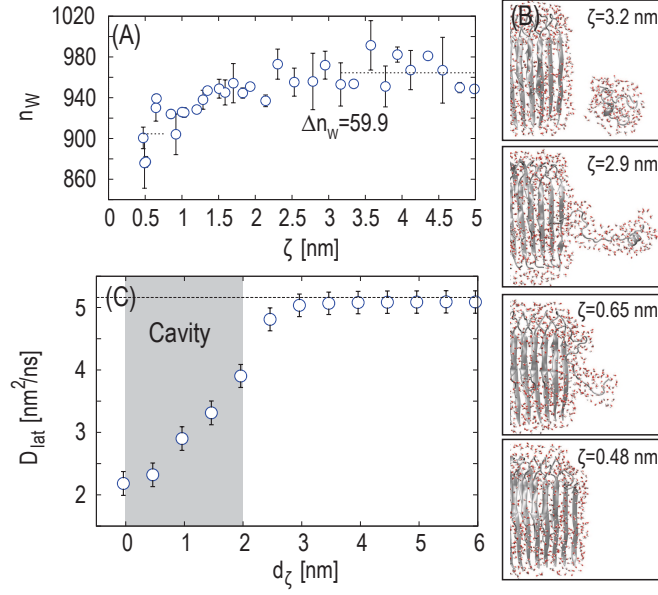 (A)
1020
980
940
900
860
n_W
Δn_W=59.9
0 0.5 1 1.5 2 2.5 3 3.5 4 4.5 5
ζ [nm]
(B)
ζ=3.2 nm
ζ=2.9 nm
ζ=0.65 nm
ζ=0.48 nm
(C)
Cavity
5
4
3
2
D_lat [nm²/ns]
0 1 2 3 4 5 6
d_ζ [nm]